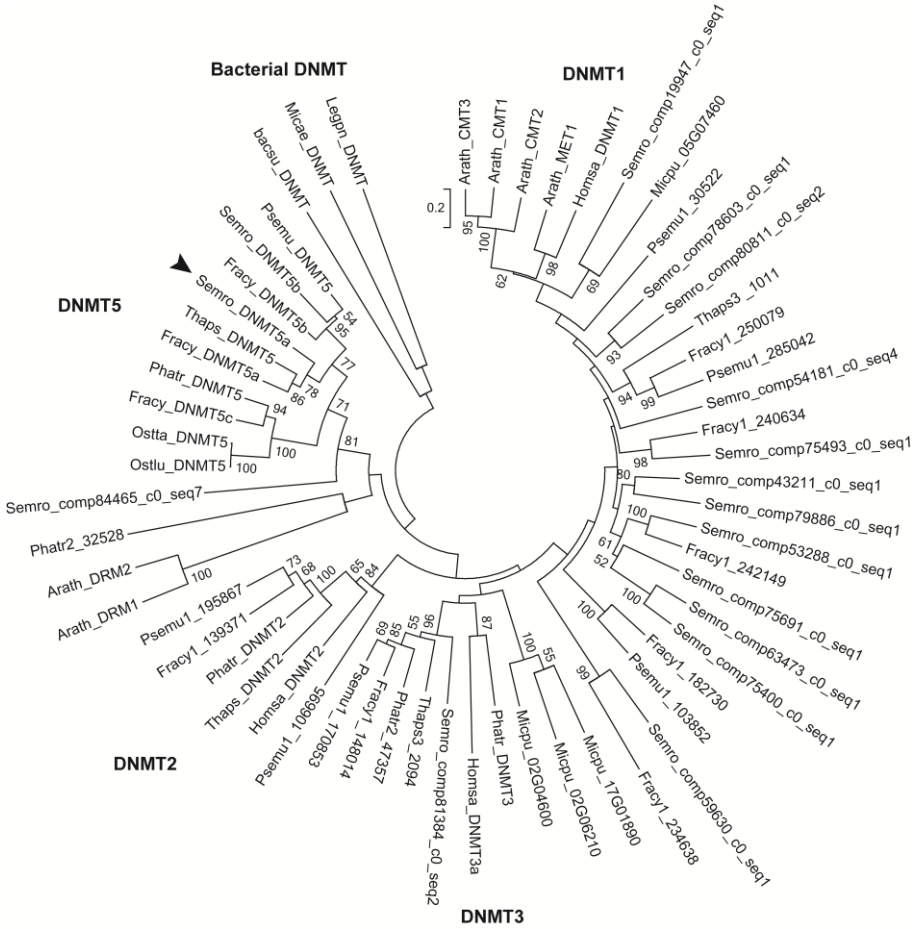 Bacterial DNMT
DNMT1
Legpn_DNMT
Micae_DNMT
bacsu_DNMT
Arath_CMT3
Arath_CMT1
Arath_CMT2
Arath_MET1
Homsa_DNMT1
Semro_comp19947_c0_seq1
Micpu_05G07460
Psemu1_30522
Semro_comp78603_c0_seq1
Semro_comp80811_c0_seq2
Thaps3_1011
Fracy1_250079
Psemu1_285042
Semro_comp54181_c0_seq4
Fracy1_240634
Semro_comp75493_c0_seq1
Semro_comp43211_c0_seq1
Semro_comp79886_c0_seq1
Semro_comp53288_c0_seq1
Fracy1_242149
Semro_comp75691_c0_seq1
Semro_comp63473_c0_seq1
Semro_comp75400_c0_seq1
Fracy1_182730
Psemu1_103852
Semro_comp59630_c0_seq1
Fracy1_234638
Micpu_17G01890
Micpu_02G06210
Micpu_02G04600
Phatr_DNMT3
Homsa_DNMT3a
Semro_comp81384_c0_seq2
Thaps3_2094
Phatr2_47357
Fracy1_148014
Psemu1_170853
Psemu1_106695
Homsa_DNMT2
Thaps_DNMT2
Phatr_DNMT2
Fracy1_139371
Psemu1_195867
Arath_DRM1
Arath_DRM2
Phatr2_32528
Semro_comp84465_c0_seq7
Ostlu_DNMT5
Ostta_DNMT5
Fracy_DNMT5c
Phatr_DNMT5
Fracy_DNMT5a
Thaps_DNMT5
Semro_DNMT5a
Fracy_DNMT5b
Semro_DNMT5b
Psemu_DNMT5
DNMT5
DNMT2
DNMT3
0.2
95
100
62
98
69
93
94
99
98
80
100
61
52
100
100
99
55
100
87
96
55
85
69
84
65
100
68
73
100
81
71
100
100
94
86
78
77
95
54